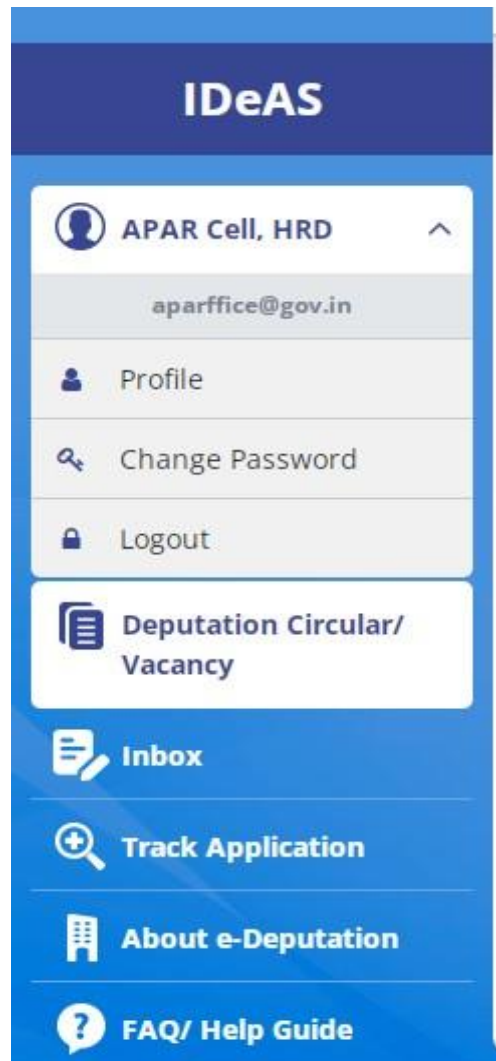 IDeAS
APAR Cell, HRD
aparffice@gov.in
Profile
Change Password
Logout
Deputation Circular/
Vacancy
Inbox
Track Application
About e-Deputation
FAQ/ Help Guide